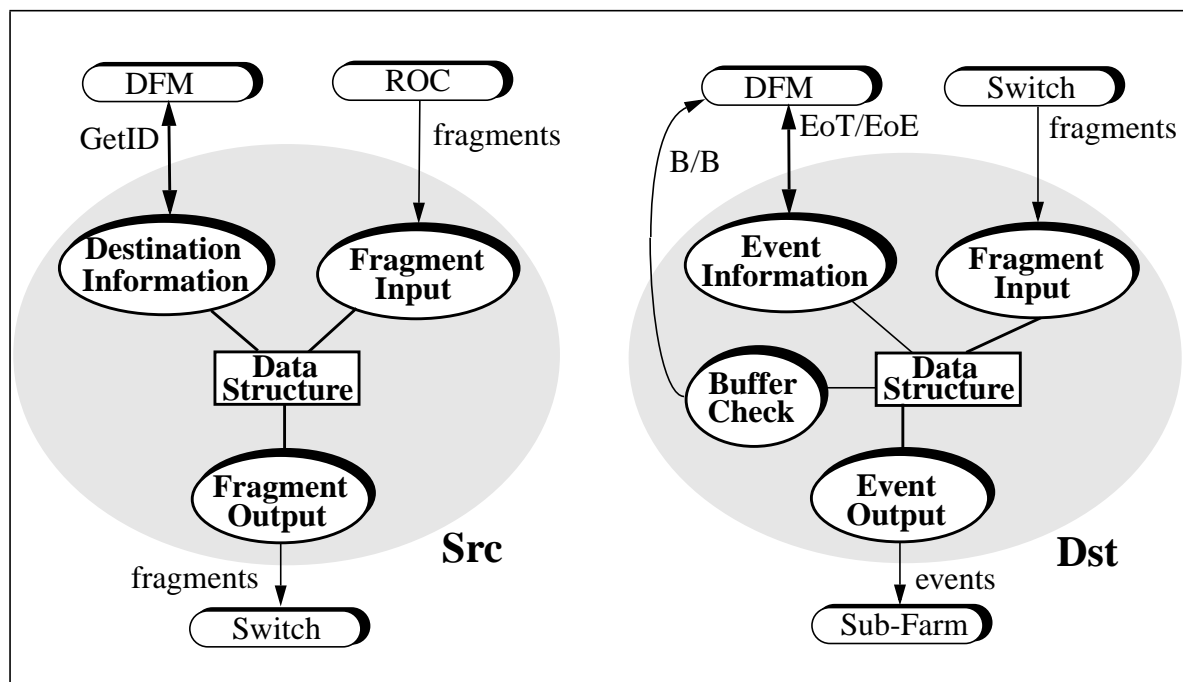 DFM
ROC
GetID
fragments
Destination
Information
Fragment
Input
Data
Structure
Fragment
Output
Src
fragments
Switch
DFM
Switch
EoT/EoE
fragments
B/B
Event
Information
Fragment
Input
Buffer
Check
Data
Structure
Event
Output
Dst
events
Sub-Farm